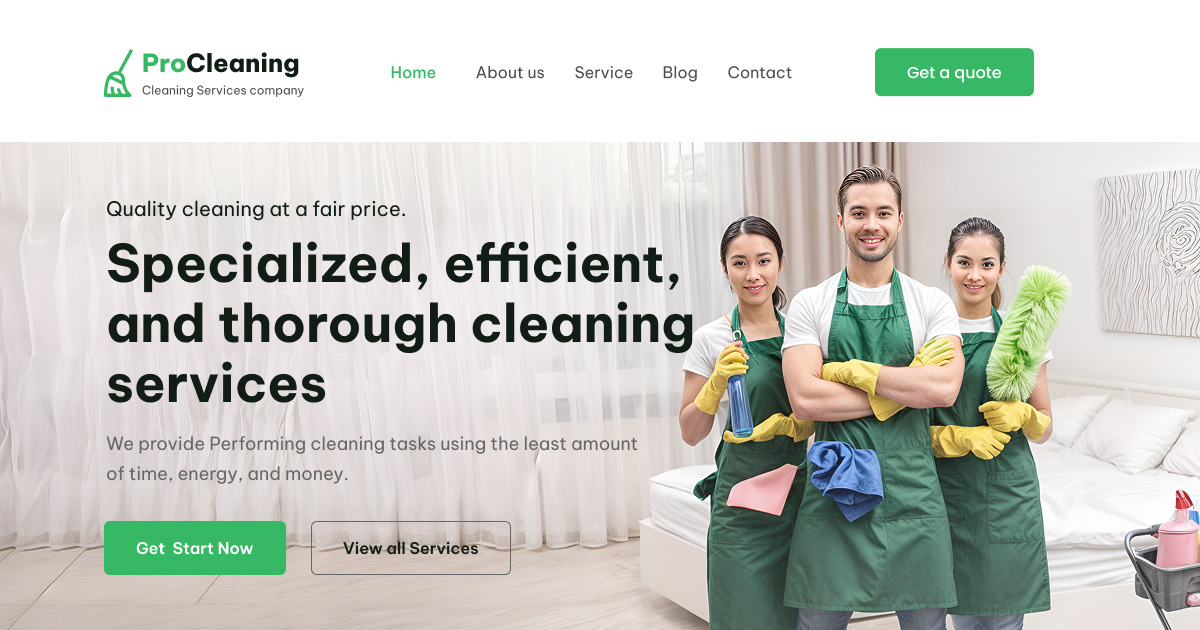 ProCleaning
Cleaning Services company
Home About us Service Blog Contact
Get a quote
Quality cleaning at a fair price.
Specialized, efficient,
and thorough cleaning
services
We provide Performing cleaning tasks using the least amount
of time, energy, and money.
Get Start Now
View all Services